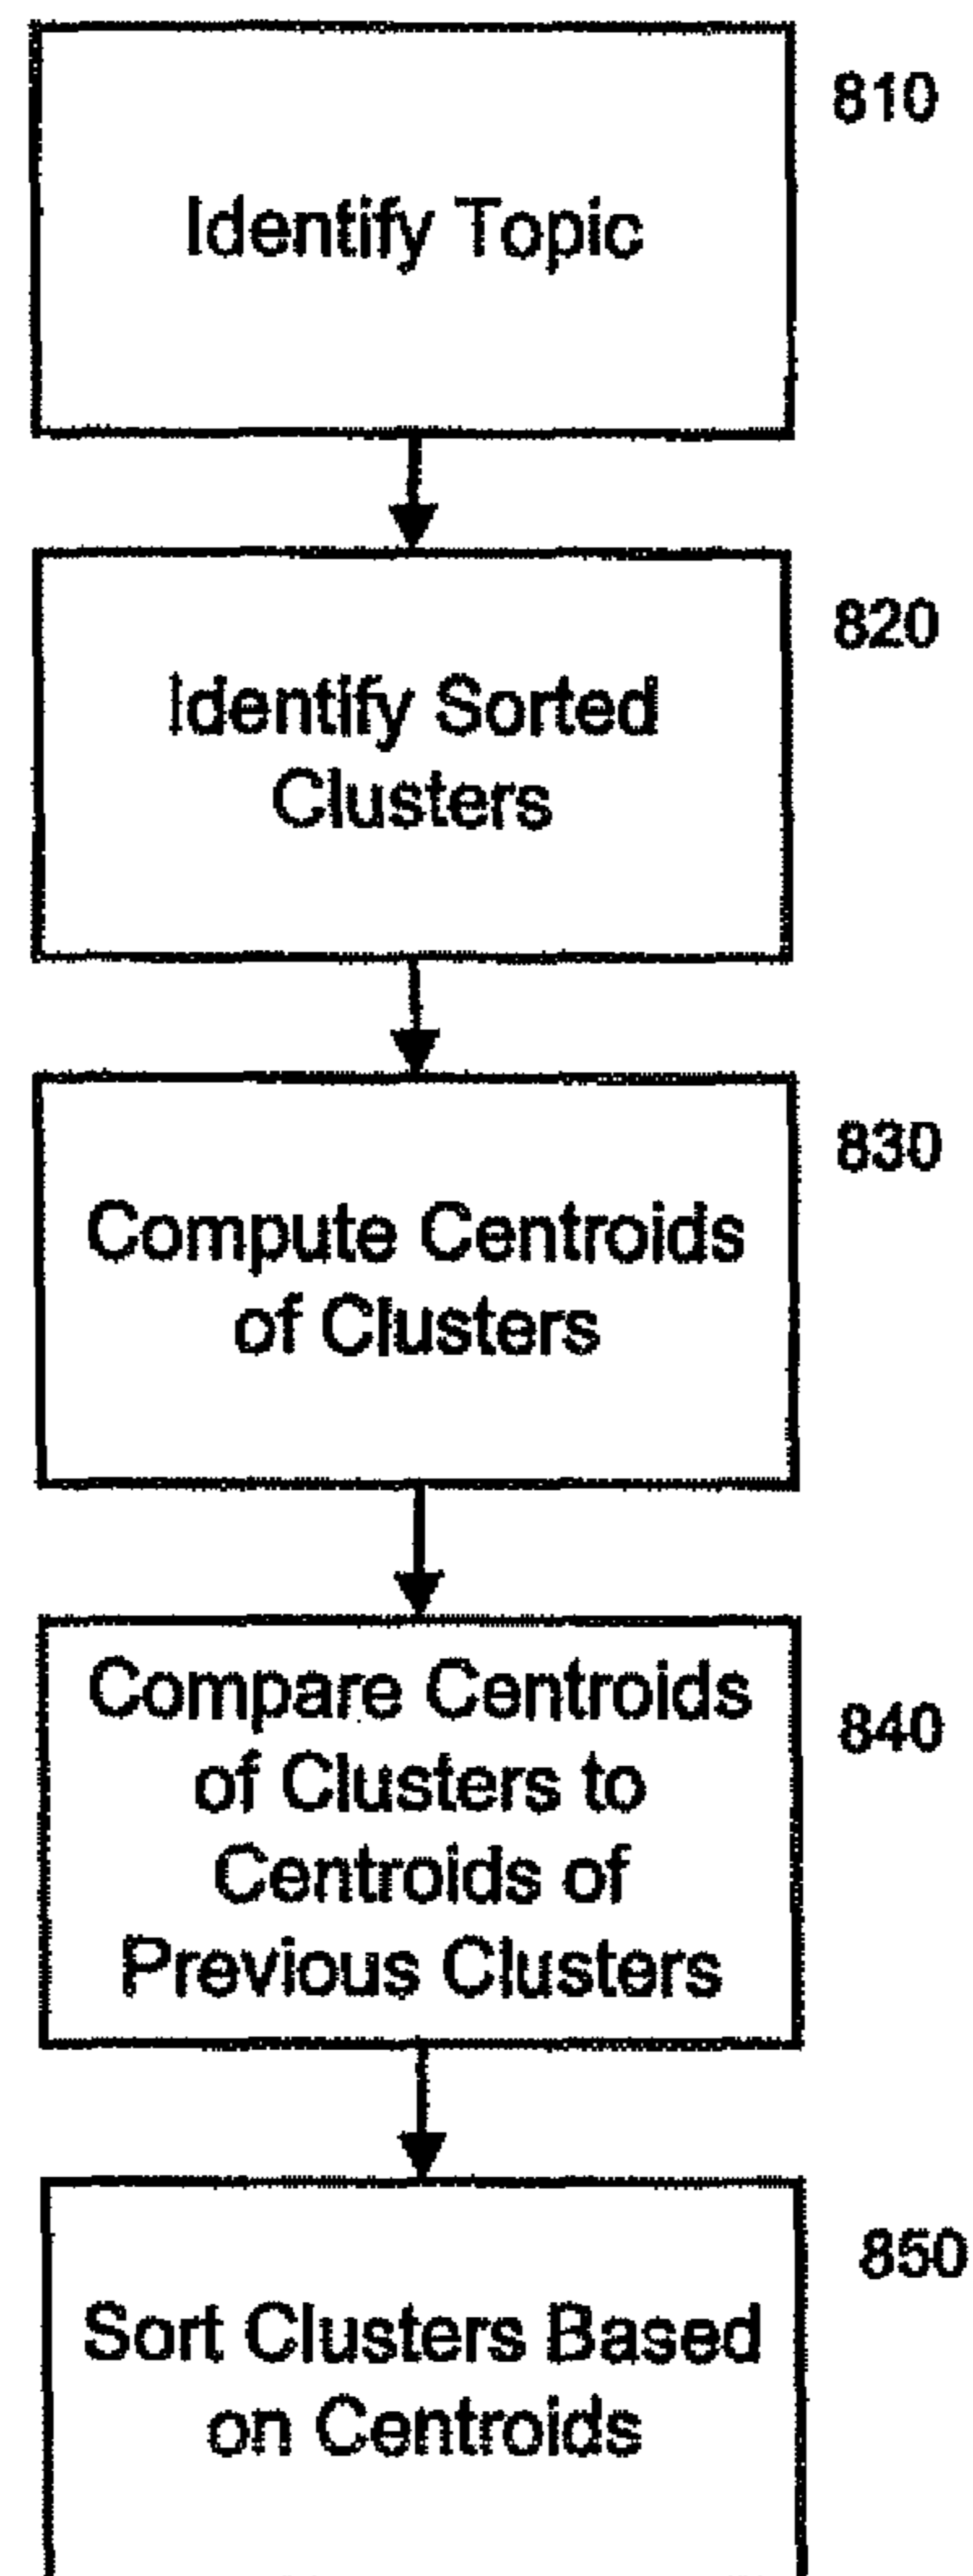 810
Identify Topic
820
Identify Sorted
Clusters
830
Compute Centroids
of Clusters
840
Compare Centroids
of Clusters to
Centroids of
Previous Clusters
850
Sort Clusters Based
on Centroids